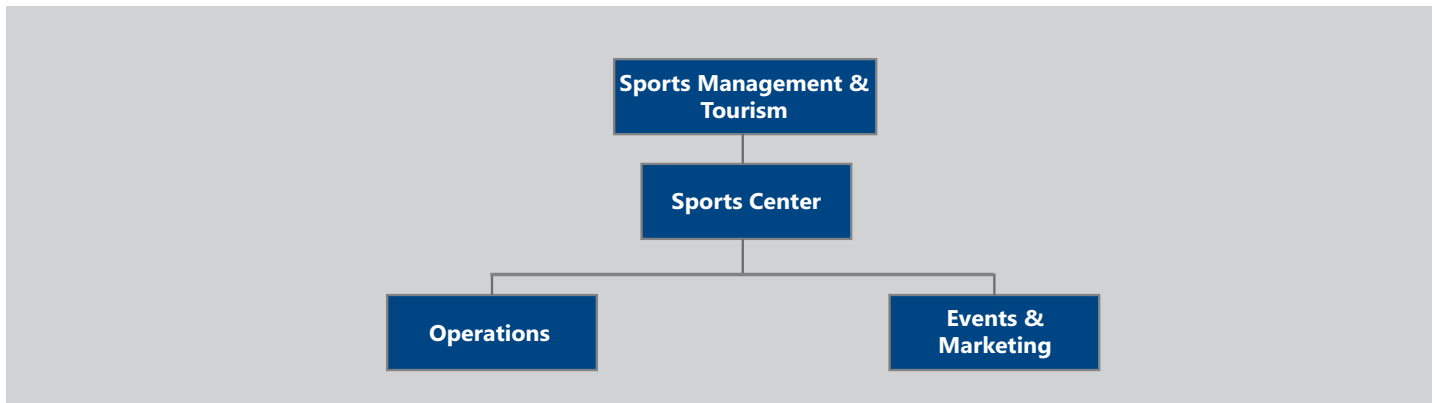 Sports Management &
Tourism
Sports Center
Operations
Events &
Marketing